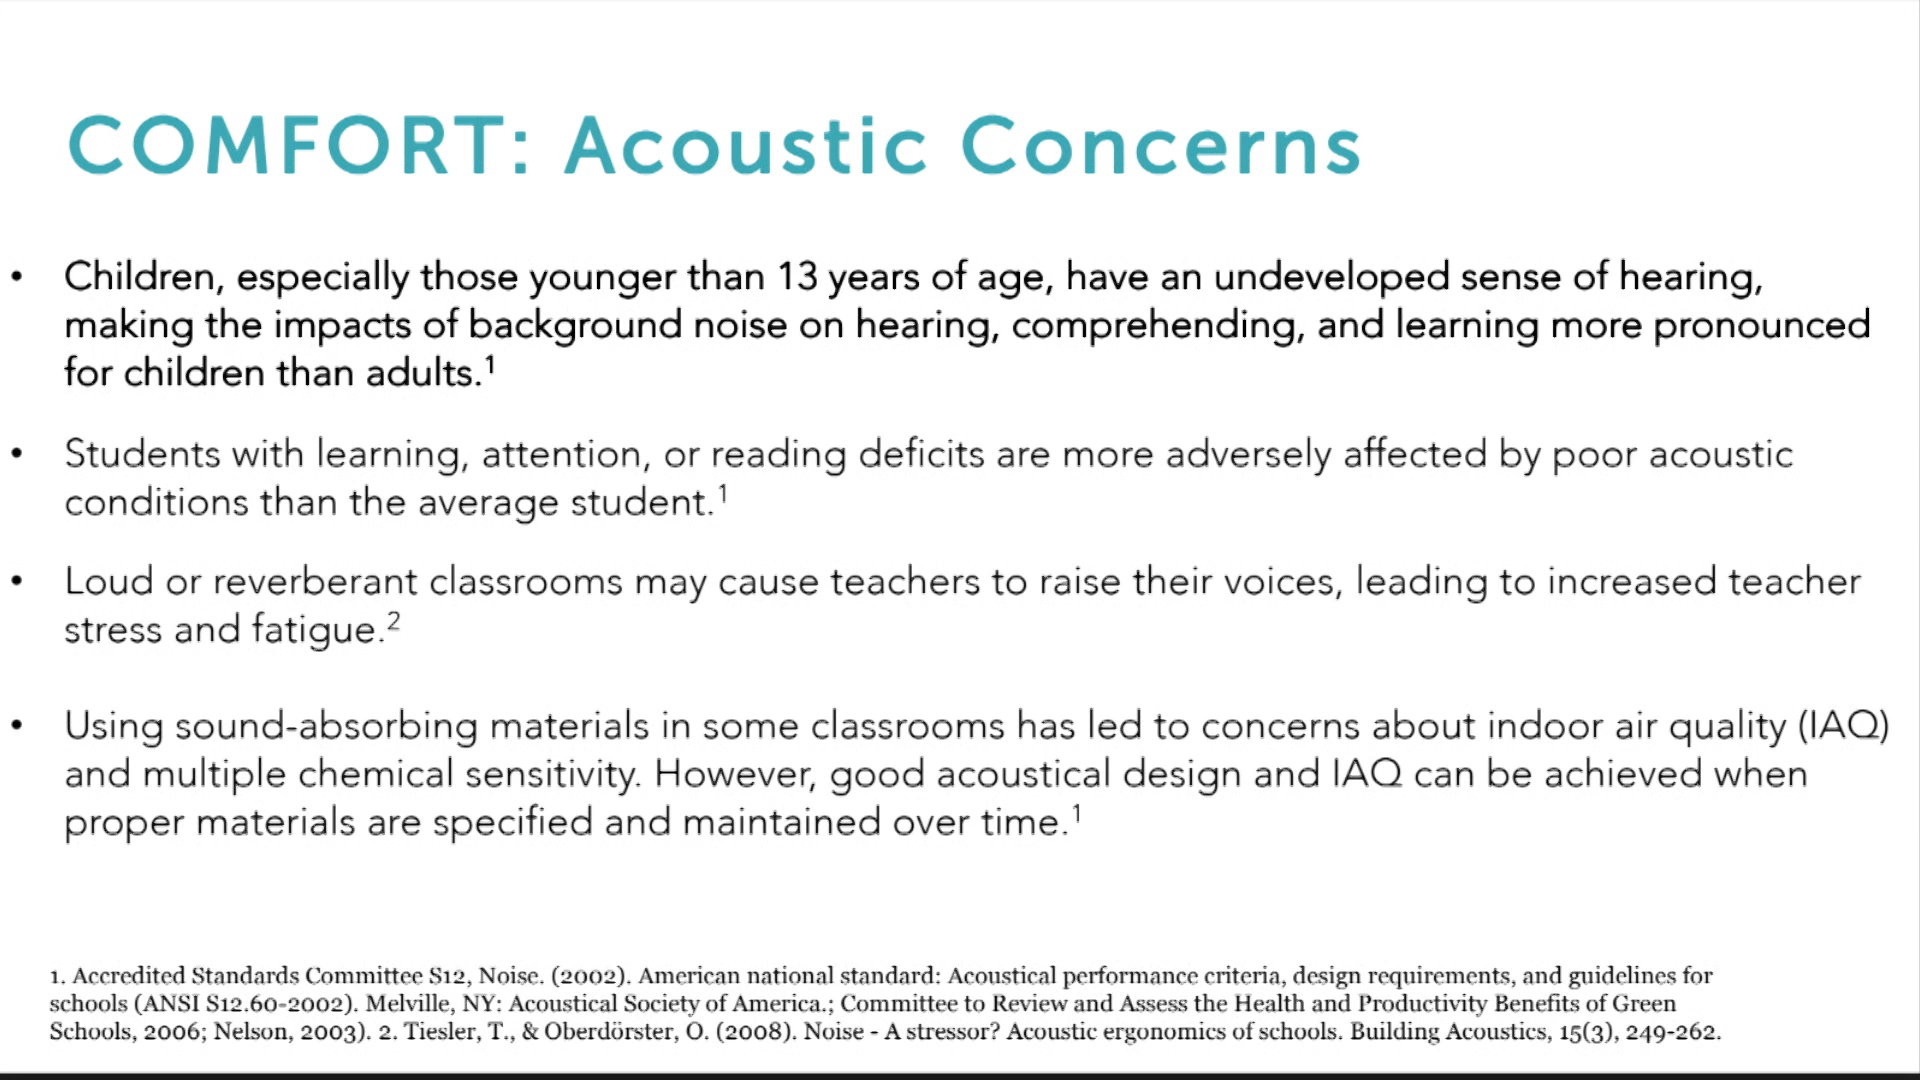 COMFORT: Acoustic Concerns
• Children, especially those younger than 13 years of age, have an undeveloped sense of hearing,
making the impacts of background noise on hearing, comprehending, and learning more pronounced
for children than adults.¹
• Students with learning, attention, or reading deficits are more adversely affected by poor acoustic
conditions than the average student.¹
• Loud or reverberant classrooms may cause teachers to raise their voices, leading to increased teacher
stress and fatigue.²
• Using sound-absorbing materials in some classrooms has led to concerns about indoor air quality (IAQ)
and multiple chemical sensitivity. However, good acoustical design and IAQ can be achieved when
proper materials are specified and maintained over time.¹
1. Accredited Standards Committee S12, Noise. (2002). American national standard: Acoustical performance criteria, design requirements, and guidelines for
schools (ANSI S12.60-2002). Melville, NY: Acoustical Society of America.; Committee to Review and Assess the Health and Productivity Benefits of Green
Schools, 2006; Nelson, 2003). 2. Tiesler, T., & Oberdörster, O. (2008). Noise - A stressor? Acoustic ergonomics of schools. Building Acoustics, 15(3), 249-262.